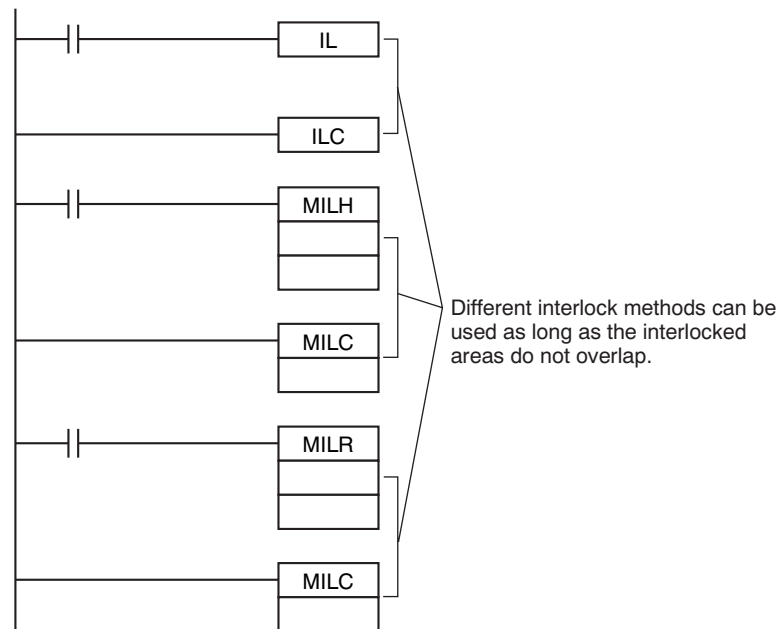 IL
ILC
MILH
MILC
Different interlock methods can be
used as long as the interlocked
areas do not overlap.
MILR
MILC